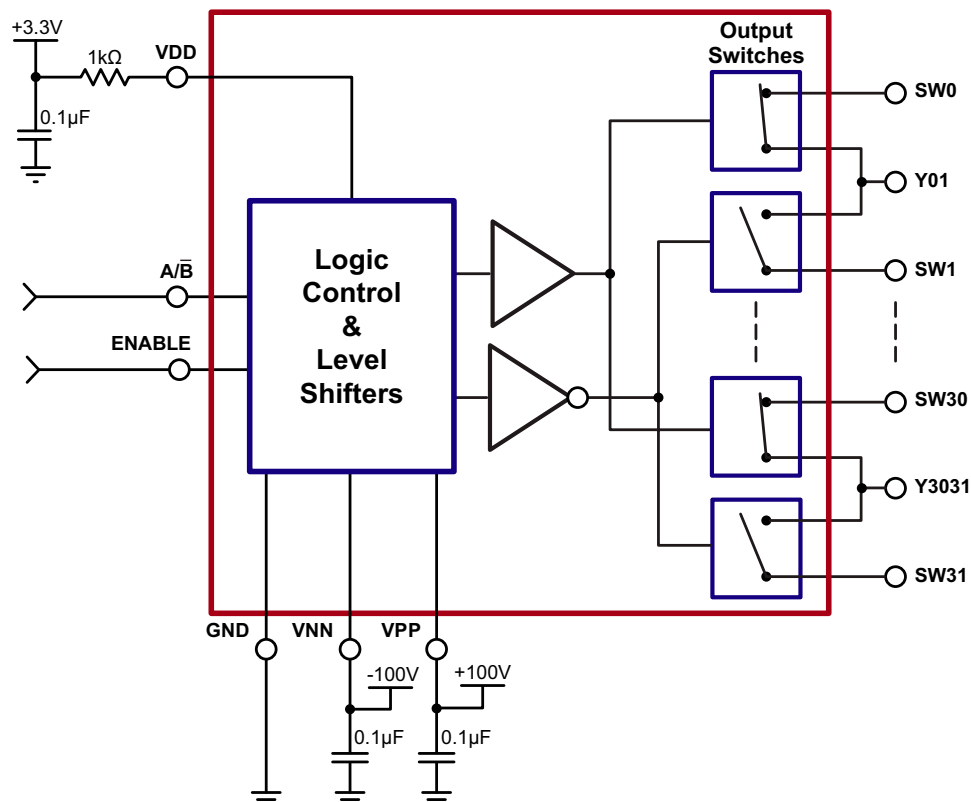 +3.3V
1kΩ
VDD
0.1µF
Output
Switches
SW0
Y01
SW1
A/B̅
ENABLE
Logic
Control
&
Level
Shifters
SW30
Y3031
SW31
GND
VNN
VPP
-100V
+100V
0.1µF
0.1µF